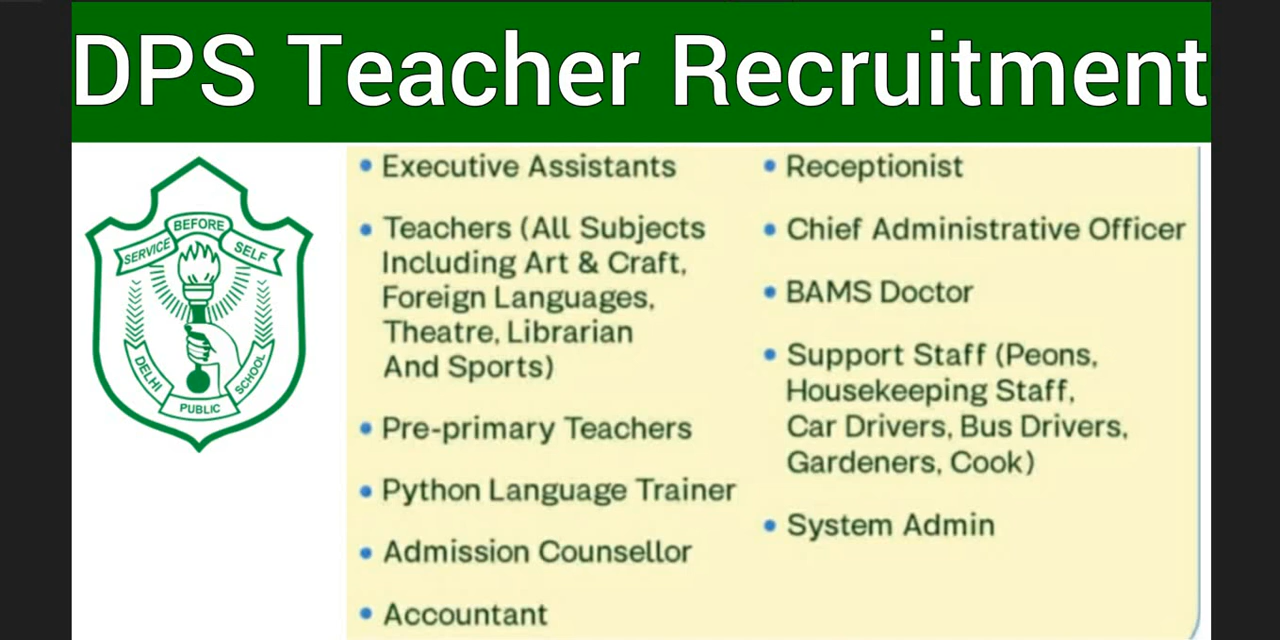 DPS Teacher Recruitment
SERVICE
BEFORE
SELF
DELHI
PUBLIC
SCHOOL
• Executive Assistants
• Teachers (All Subjects
Including Art & Craft,
Foreign Languages,
Theatre, Librarian
And Sports)
• Pre-primary Teachers
• Python Language Trainer
• Admission Counsellor
• Accountant
• Receptionist
• Chief Administrative Officer
• BAMS Doctor
• Support Staff (Peons,
Housekeeping Staff,
Car Drivers, Bus Drivers,
Gardeners, Cook)
• System Admin